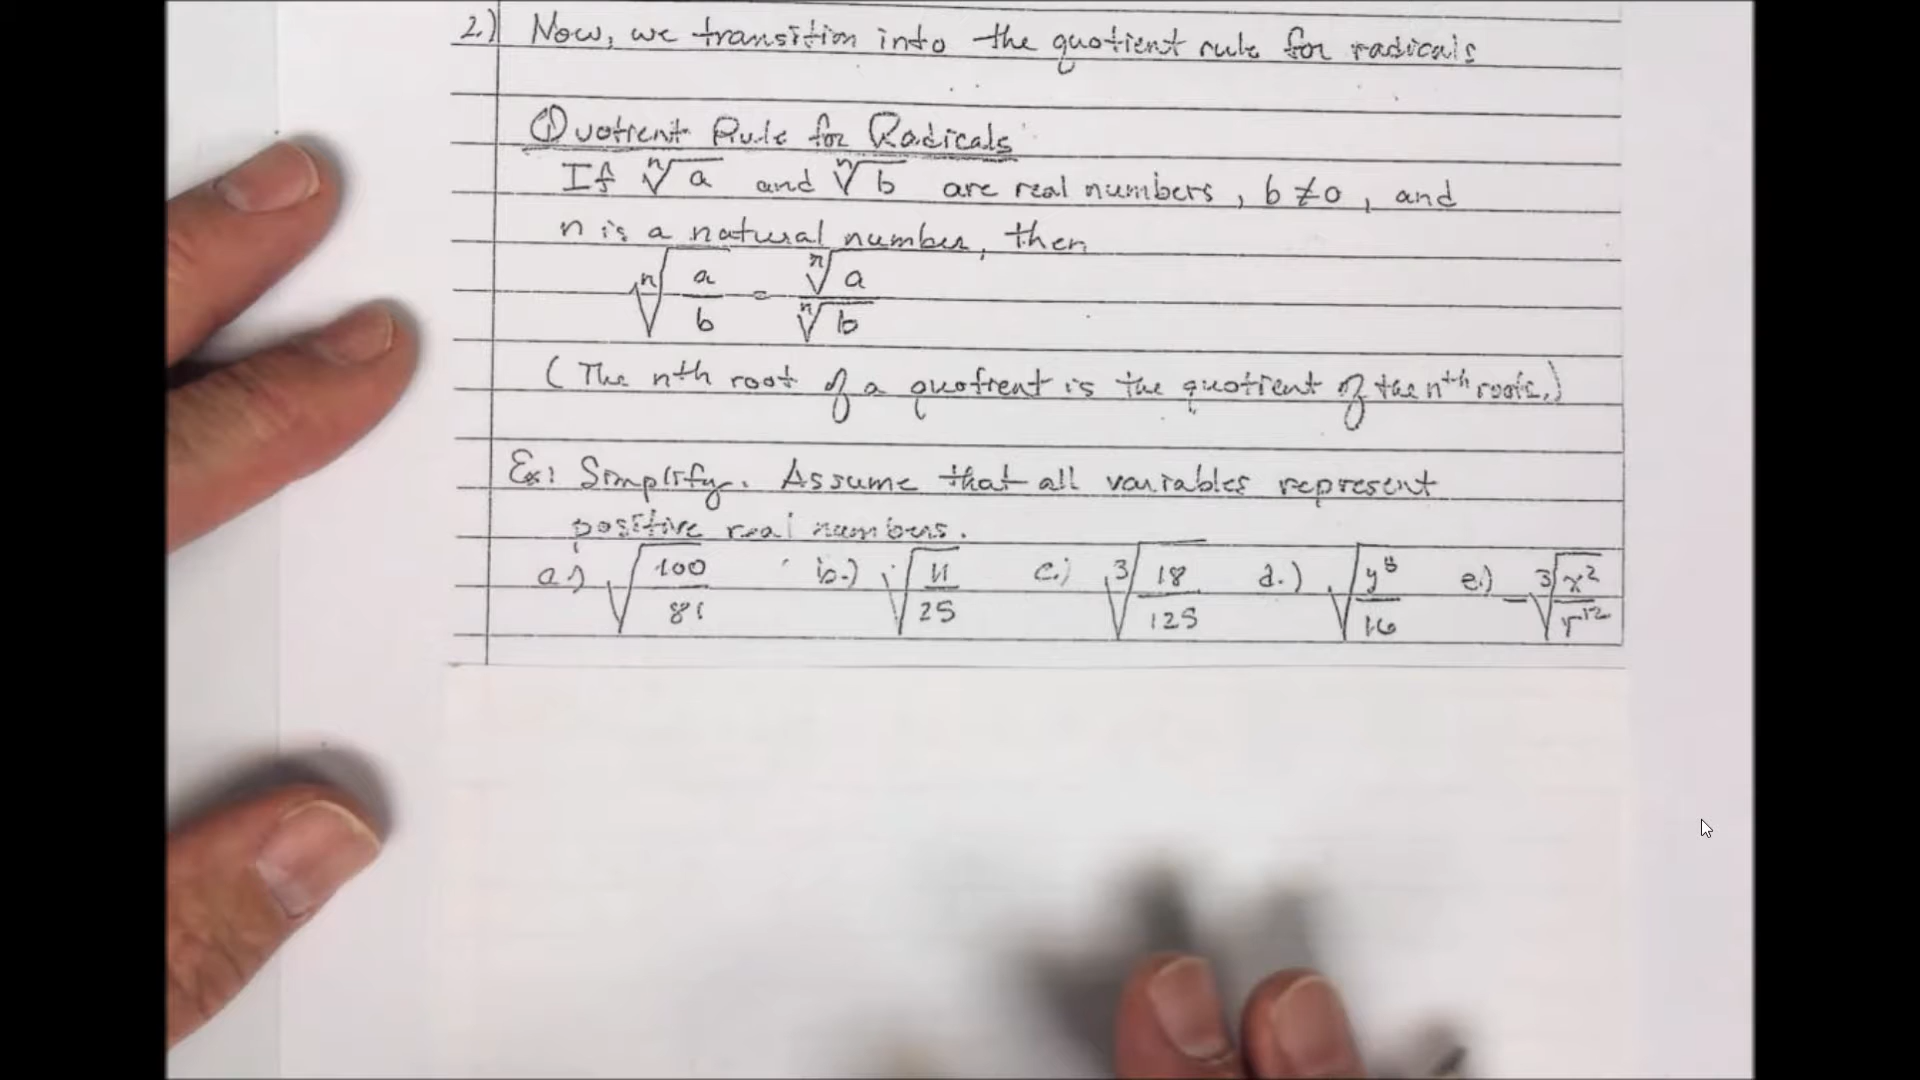 2.) Now, we transition into the quotient rule for radicals
Quotient Rule for Radicals
If ⁿ√a and ⁿ√b are real numbers, b ≠ 0, and
n is a natural number, then
ⁿ√(a/b) = ⁿ√a / ⁿ√b
(The nth root of a quotient is the quotient of the nth roots.)
Ex: Simplify. Assume that all variables represent
positive real numbers.
a.) √(100/81) b.) √(11/25) c.) ³√(18/125) d.) √(y⁸/16) e.) -³√(x²/r¹²)